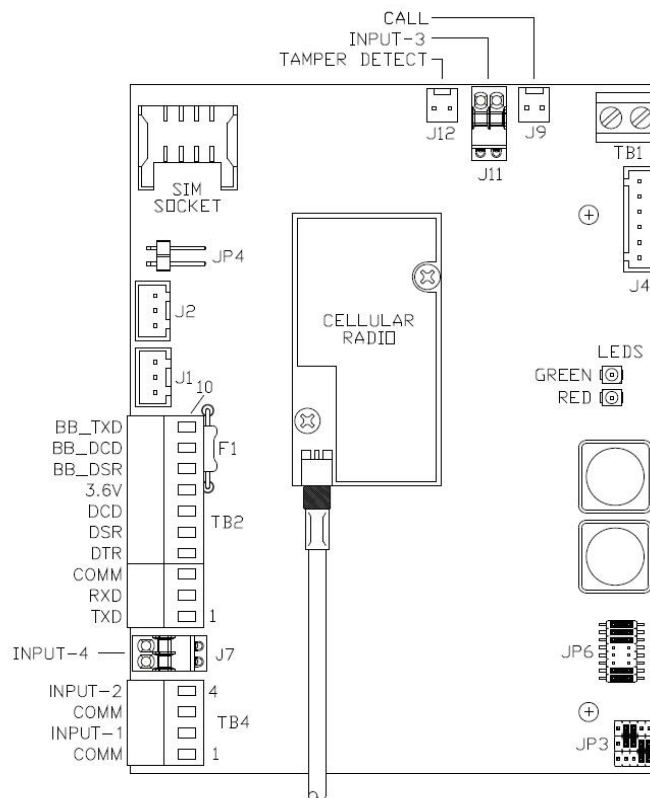 CALL
INPUT-3
TAMPER DETECT
J12
J9
J11
TB1
SIM
SOCKET
JP4
J4
J2
CELLULAR
RADIO
LEDS
J1
GREEN
10
RED
BB_TXD
BB_DCD
F1
BB_DSR
3.6V
DCD
TB2
DSR
DTR
COMM
RXD
TXD
1
INPUT-4
J7
JP6
INPUT-2
4
COMM
TB4
INPUT-1
JP3
COMM
1